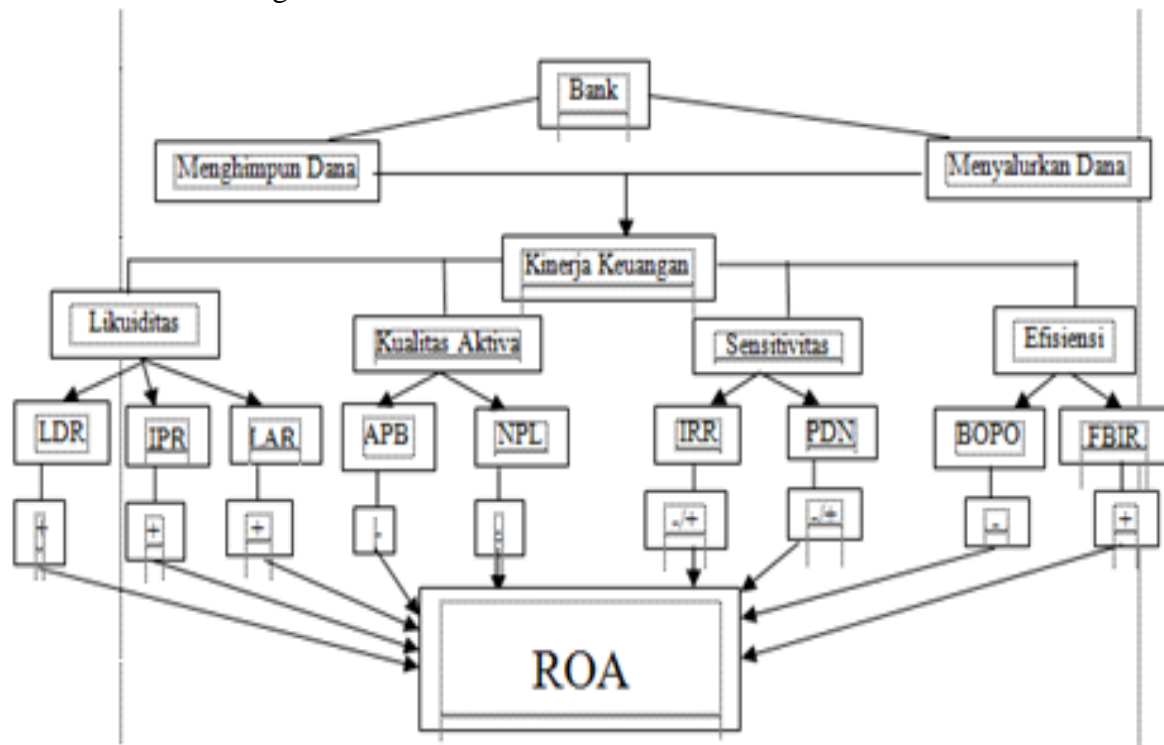 Bank
Menghimpun Dana
Menyalurkan Dana
Kinerja Keuangan
Likuiditas
Kualitas Aktiva
Sensitivitas
Efisiensi
LDR
IPR
LAR
APB
NPL
IRR
PDN
BOPO
FBIR
+
+
+
-
-
-/+
-/+
-
+
ROA